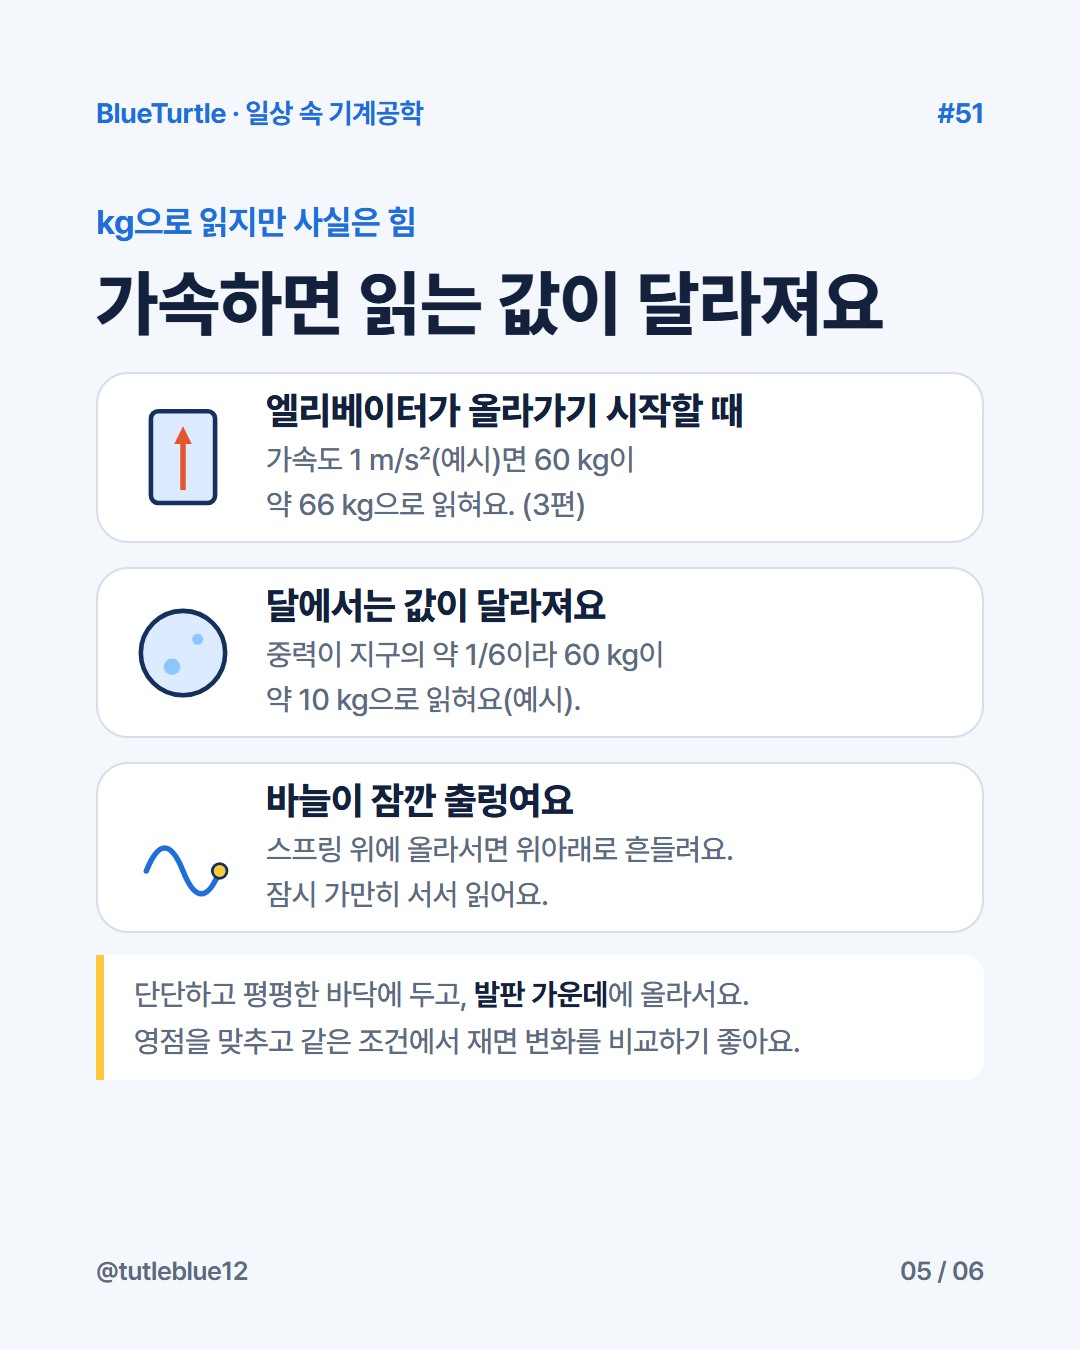 BlueTurtle · 일상 속 기계공학
#51
kg으로 읽지만 사실은 힘
가속하면 읽는 값이 달라져요
엘리베이터가 올라가기 시작할 때
가속도 1 m/s²(예시)면 60 kg이
약 66 kg으로 읽혀요. (3편)
달에서는 값이 달라져요
중력이 지구의 약 1/6이라 60 kg이
약 10 kg으로 읽혀요(예시).
바늘이 잠깐 출렁여요
스프링 위에 올라서면 위아래로 흔들려요.
잠시 가만히 서서 읽어요.
단단하고 평평한 바닥에 두고, 발판 가운데에 올라서요.
영점을 맞추고 같은 조건에서 재면 변화를 비교하기 좋아요.
@tutleblue12
05 / 06